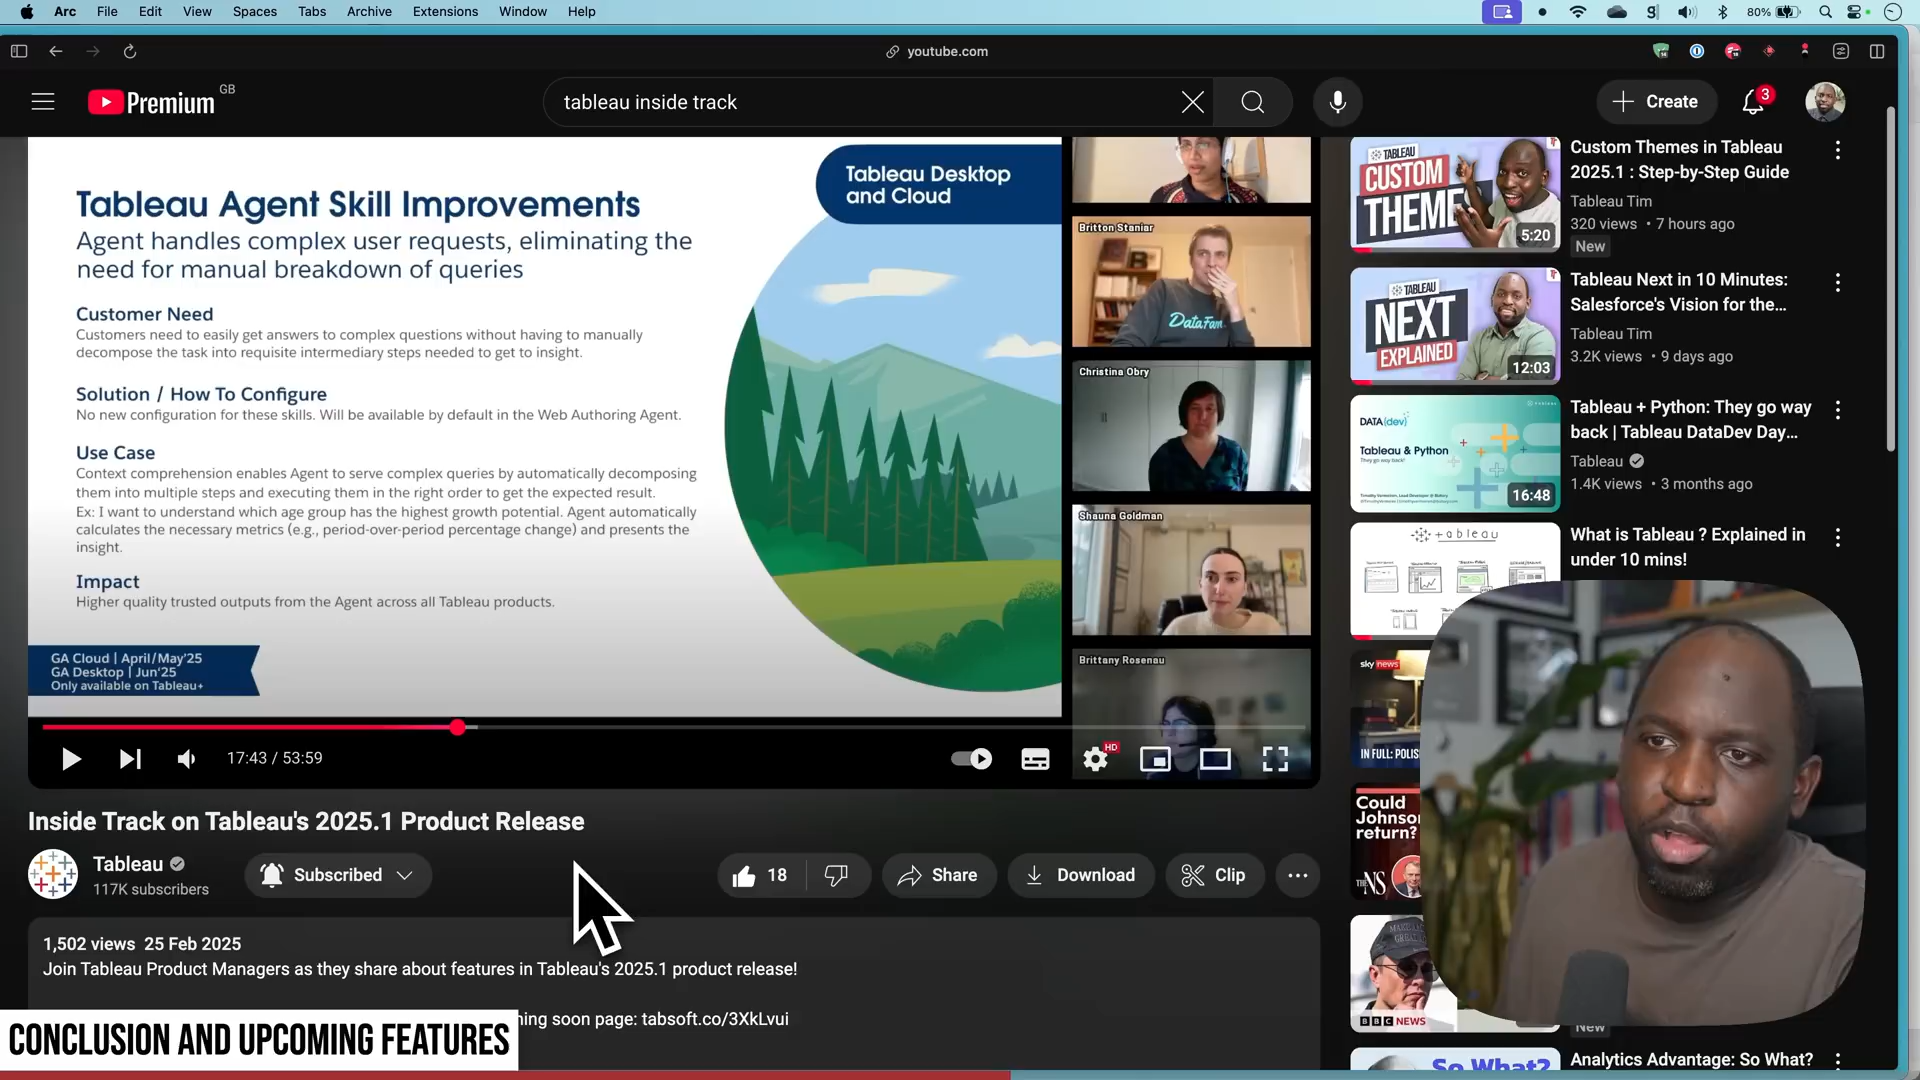 Arc File Edit View Spaces Tabs Archive Extensions Window Help
80%
youtube.com
Premium GB
tableau inside track
Create
3
Tableau Desktop
and Cloud
Tableau Agent Skill Improvements
Agent handles complex user requests, eliminating the
need for manual breakdown of queries
Customer Need
Customers need to easily get answers to complex questions without having to manually
decompose the task into requisite intermediary steps needed to get to insight.
Solution / How To Configure
No new configuration for these skills. Will be available by default in the Web Authoring Agent.
Use Case
Context comprehension enables Agent to serve complex queries by automatically decomposing
them into multiple steps and executing them in the right order to get the expected result.
Ex: I want to understand which age group has the highest growth potential. Agent automatically
calculates the necessary metrics (e.g., period-over-period percentage change) and presents the
insight.
Impact
Higher quality trusted outputs from the Agent across all Tableau products.
GA Cloud | April/May'25
GA Desktop | Jun'25
Only available on Tableau+
Britton Staniar
DataFam
Christina Obry
Shauna Goldman
Brittany Rosenau
17:43 / 53:59
HD
Inside Track on Tableau's 2025.1 Product Release
Tableau
117K subscribers
Subscribed
18
Share
Download
Clip
1,502 views 25 Feb 2025
Join Tableau Product Managers as they share about features in Tableau's 2025.1 product release!
ning soon page: tabsoft.co/3XkLvui
CONCLUSION AND UPCOMING FEATURES
TABLEAU
CUSTOM
THEME
5:20
Custom Themes in Tableau
2025.1 : Step-by-Step Guide
Tableau Tim
320 views • 7 hours ago
New
TABLEAU
NEXT
EXPLAINED
12:03
Tableau Next in 10 Minutes:
Salesforce's Vision for the...
Tableau Tim
3.2K views • 9 days ago
DATA{dev}
Tableau & Python
They go way back!
16:48
Tableau + Python: They go way
back | Tableau DataDev Day...
Tableau
1.4K views • 3 months ago
+ableau
What is Tableau ? Explained in
under 10 mins!
sky news
IN FULL: POLIS
Could
Johnso
return?
TheNS
BBC NEWS
New
So What?
Analytics Advantage: So What?